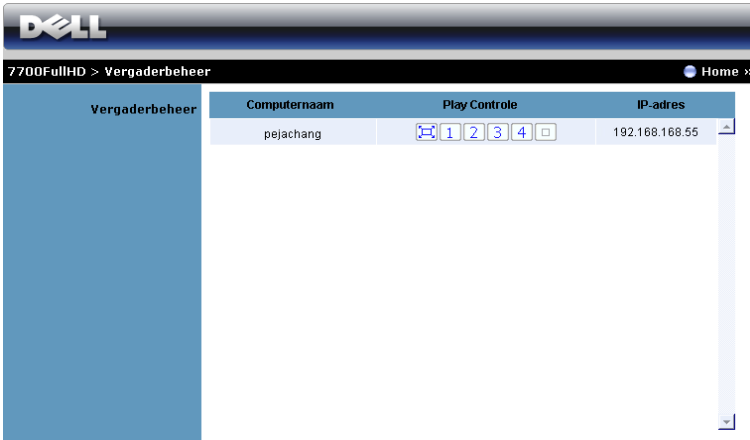 DELL
7700FullHD > Vergaderbeheer
Home »
Vergaderbeheer
Computernaam Play Controle IP-adres
pejachang 1 2 3 4 192.168.168.55